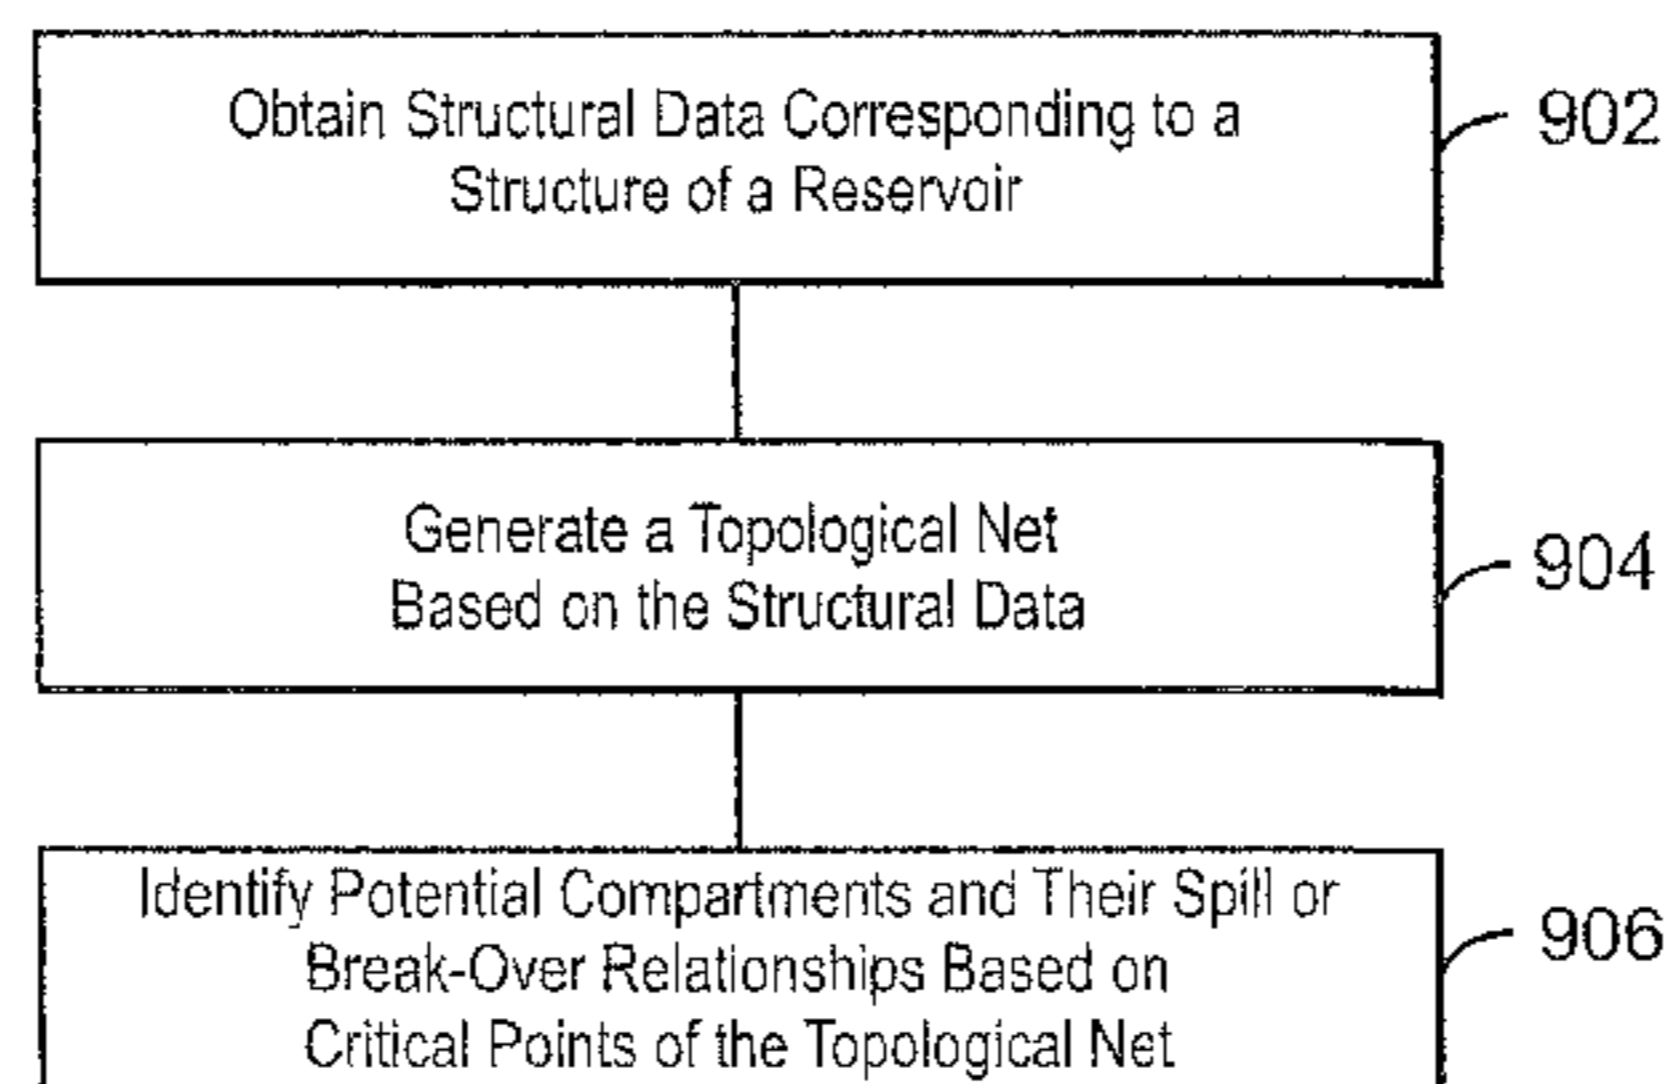 Obtain Structural Data Corresponding to a
Structure of a Reservoir
902
Generate a Topological Net
Based on the Structural Data
904
Identify Potential Compartments and Their Spill or
Break-Over Relationships Based on
Critical Points of the Topological Net
906